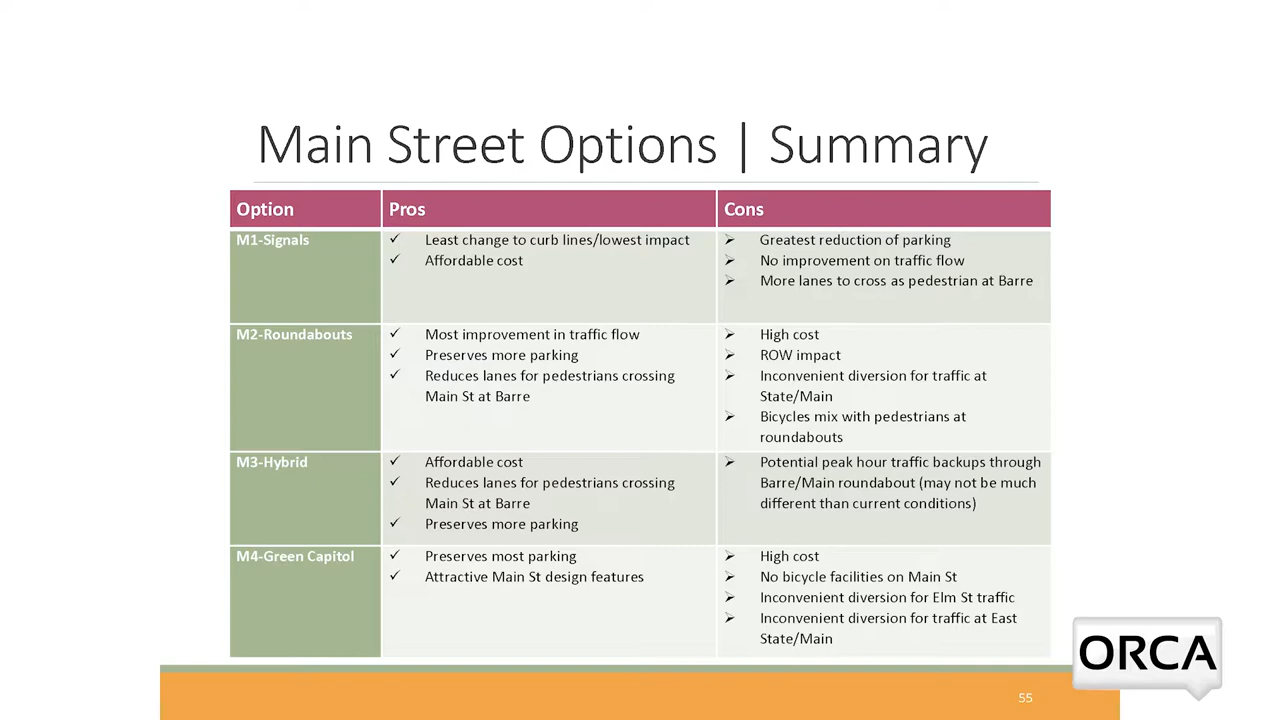 Main Street Options | Summary
Option Pros Cons
M1-Signals
✓ Least change to curb lines/lowest impact
✓ Affordable cost
➢ Greatest reduction of parking
➢ No improvement on traffic flow
➢ More lanes to cross as pedestrian at Barre
M2-Roundabouts
✓ Most improvement in traffic flow
✓ Preserves more parking
✓ Reduces lanes for pedestrians crossing
Main St at Barre
➢ High cost
➢ ROW impact
➢ Inconvenient diversion for traffic at
State/Main
➢ Bicycles mix with pedestrians at
roundabouts
M3-Hybrid
✓ Affordable cost
✓ Reduces lanes for pedestrians crossing
Main St at Barre
✓ Preserves more parking
➢ Potential peak hour traffic backups through
Barre/Main roundabout (may not be much
different than current conditions)
M4-Green Capitol
✓ Preserves most parking
✓ Attractive Main St design features
➢ High cost
➢ No bicycle facilities on Main St
➢ Inconvenient diversion for Elm St traffic
➢ Inconvenient diversion for traffic at East
State/Main
ORCA
55